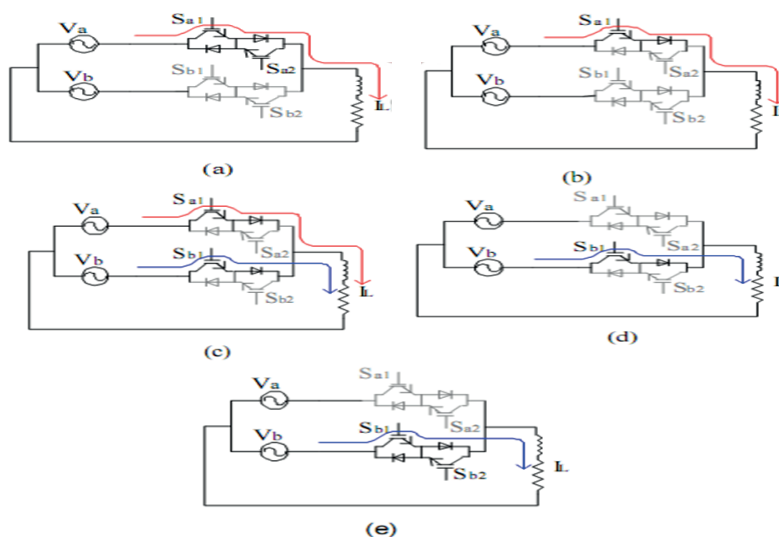 Sa1
Va
Sb1
Vb
Sa2
Sb2
IL
(a)
Sa1
Va
Sb1
Vb
Sa2
Sb2
I
(b)
Sa1
Va
Sb1
Vb
Sa2
Sb2
IL
(c)
Sa1
Va
Sb1
Vb
Sa2
Sb2
I
(d)
Sa1
Va
Sb1
Vb
Sa2
Sb2
IL
(e)